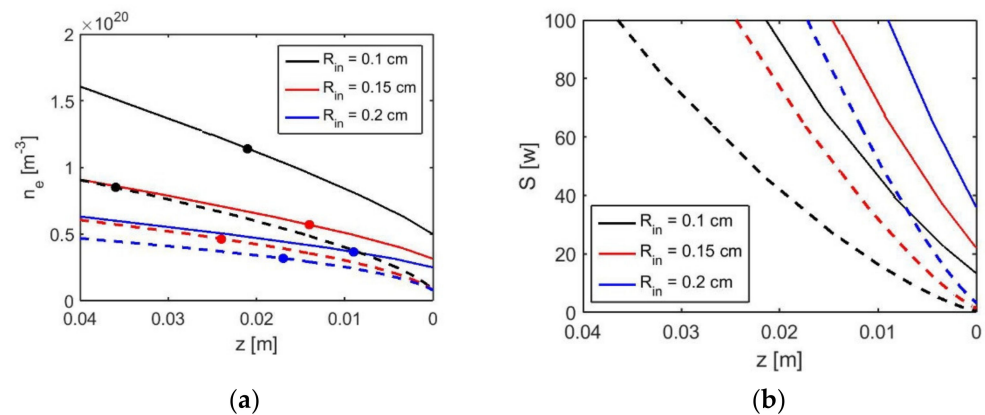 ×10^20
2
1.5
1
0.5
0
n_e [m^-3]
R_in = 0.1 cm
R_in = 0.15 cm
R_in = 0.2 cm
0.04 0.03 0.02 0.01 0
z [m]
(a)
100
80
60
40
20
0
S [w]
R_in = 0.1 cm
R_in = 0.15 cm
R_in = 0.2 cm
0.04 0.03 0.02 0.01 0
z [m]
(b)